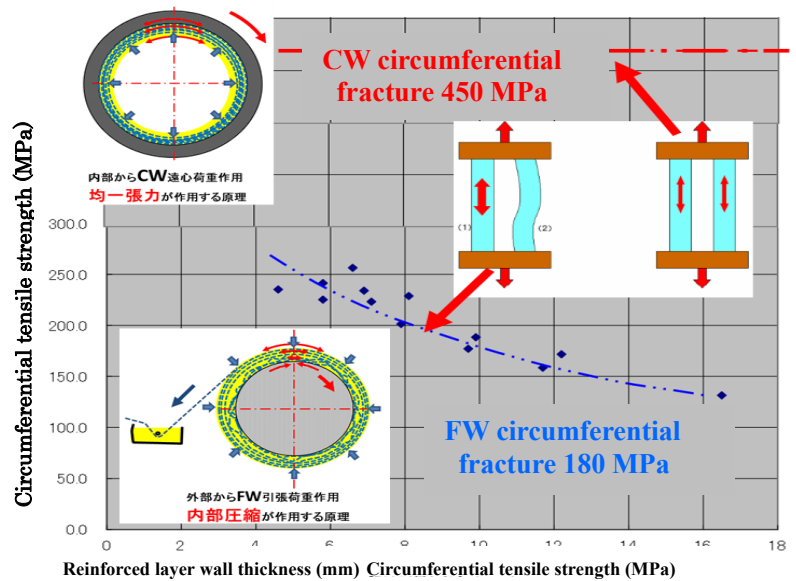 内部からCW遠心荷重作用
均一張力が作用する原理
CW circumferential
fracture 450 MPa
(1)
(2)
Circumferential tensile strength (MPa)
300.0
250.0
200.0
150.0
100.0
50.0
0.0
外部からFW引張荷重作用
内部圧縮が作用する原理
FW circumferential
fracture 180 MPa
0
2
4
6
8
10
12
14
16
18
Reinforced layer wall thickness (mm) Circumferential tensile strength (MPa)